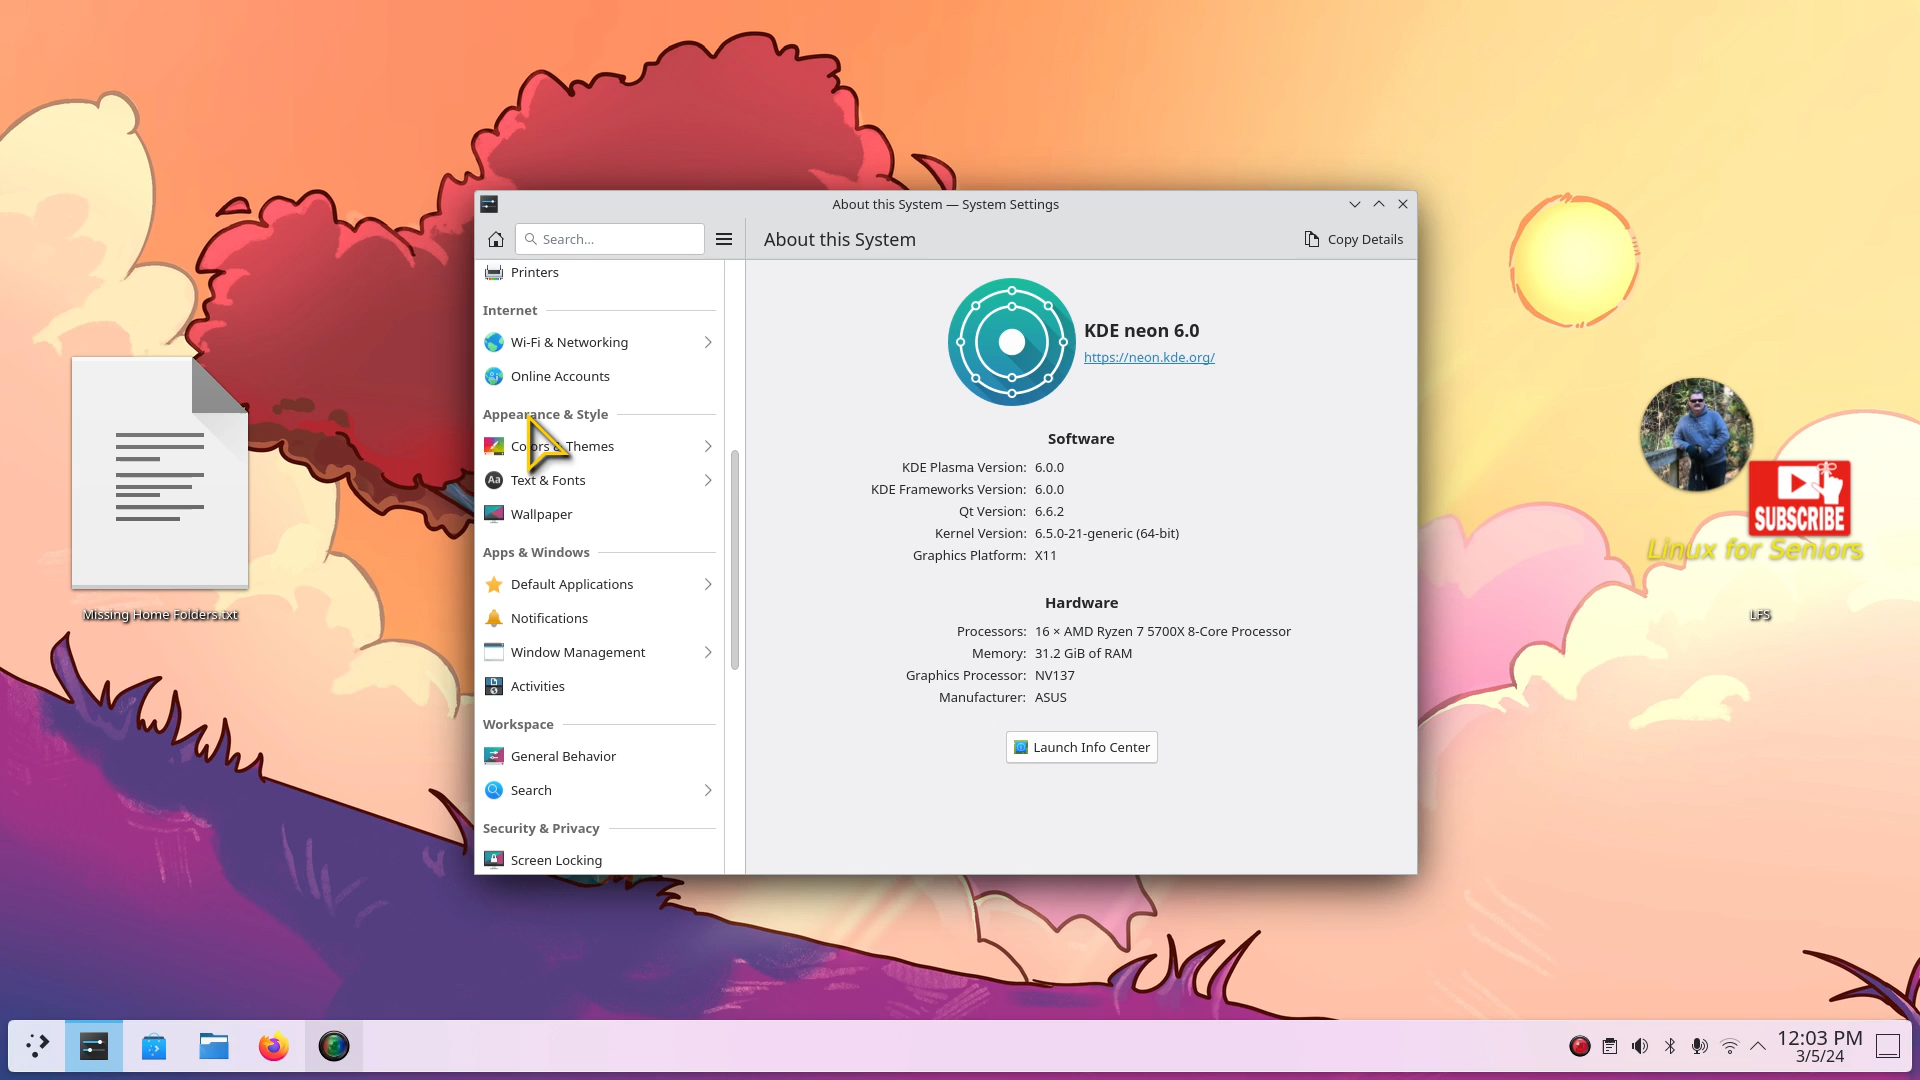 About this System — System Settings
Search...
About this System
Copy Details
Printers
Internet
Wi-Fi & Networking
Online Accounts
Appearance & Style
Colors & Themes
Text & Fonts
Wallpaper
Apps & Windows
Default Applications
Notifications
Window Management
Activities
Workspace
General Behavior
Search
Security & Privacy
Screen Locking
KDE neon 6.0
https://neon.kde.org/
Software
KDE Plasma Version: 6.0.0
KDE Frameworks Version: 6.0.0
Qt Version: 6.6.2
Kernel Version: 6.5.0-21-generic (64-bit)
Graphics Platform: X11
Hardware
Processors: 16 × AMD Ryzen 7 5700X 8-Core Processor
Memory: 31.2 GiB of RAM
Graphics Processor: NV137
Manufacturer: ASUS
Launch Info Center
Missing Home Folders.txt
SUBSCRIBE
Linux for Seniors
LFS
Aa
12:03 PM
3/5/24